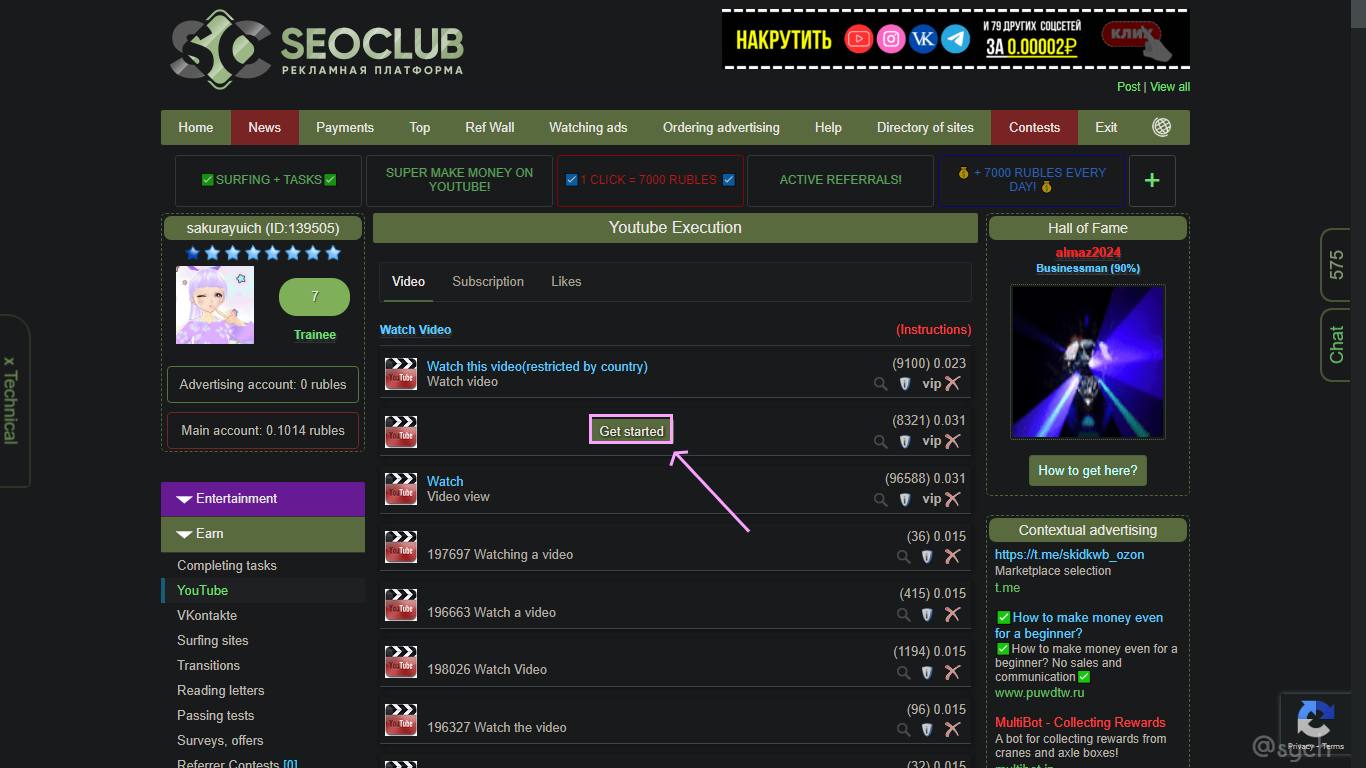 SEOCLUB
РЕКЛАМНАЯ ПЛАТФОРМА
НАКРУТИТЬ
И 79 ДРУГИХ СОЦСЕТЕЙ
ЗА 0.00002₽
КЛИК
Post | View all
Home News Payments Top Ref Wall Watching ads Ordering advertising Help Directory of sites Contests Exit
✅SURFING + TASKS✅
SUPER MAKE MONEY ON
YOUTUBE!
☑ 1 CLICK = 7000 RUBLES ☑
ACTIVE REFERRALS!
💰 + 7000 RUBLES EVERY
DAY! 💰
+
sakurayuich (ID:139505)
7
Trainee
Advertising account: 0 rubles
Main account: 0.1014 rubles
Entertainment
Earn
Completing tasks
YouTube
VKontakte
Surfing sites
Transitions
Reading letters
Passing tests
Surveys, offers
Referrer Contests [0]
Youtube Execution
Video Subscription Likes
Watch Video (Instructions)
Watch this video(restricted by country) (9100) 0.023
Watch video vip
Get started (8321) 0.031
vip
Watch (96588) 0.031
Video view vip
(36) 0.015
197697 Watching a video
(415) 0.015
196663 Watch a video
(1194) 0.015
198026 Watch Video
(96) 0.015
196327 Watch the video
(32) 0.015
Hall of Fame
almaz2024
Businessman (90%)
How to get here?
Contextual advertising
https://t.me/skidkwb_ozon
Marketplace selection
t.me
✅How to make money even
for a beginner?
✅How to make money even for a
beginner? No sales and
communication✅
www.puwdtw.ru
MultiBot - Collecting Rewards
A bot for collecting rewards from
cranes and axle boxes!
multibot.in
x Technical
575
Chat
Privacy - Terms